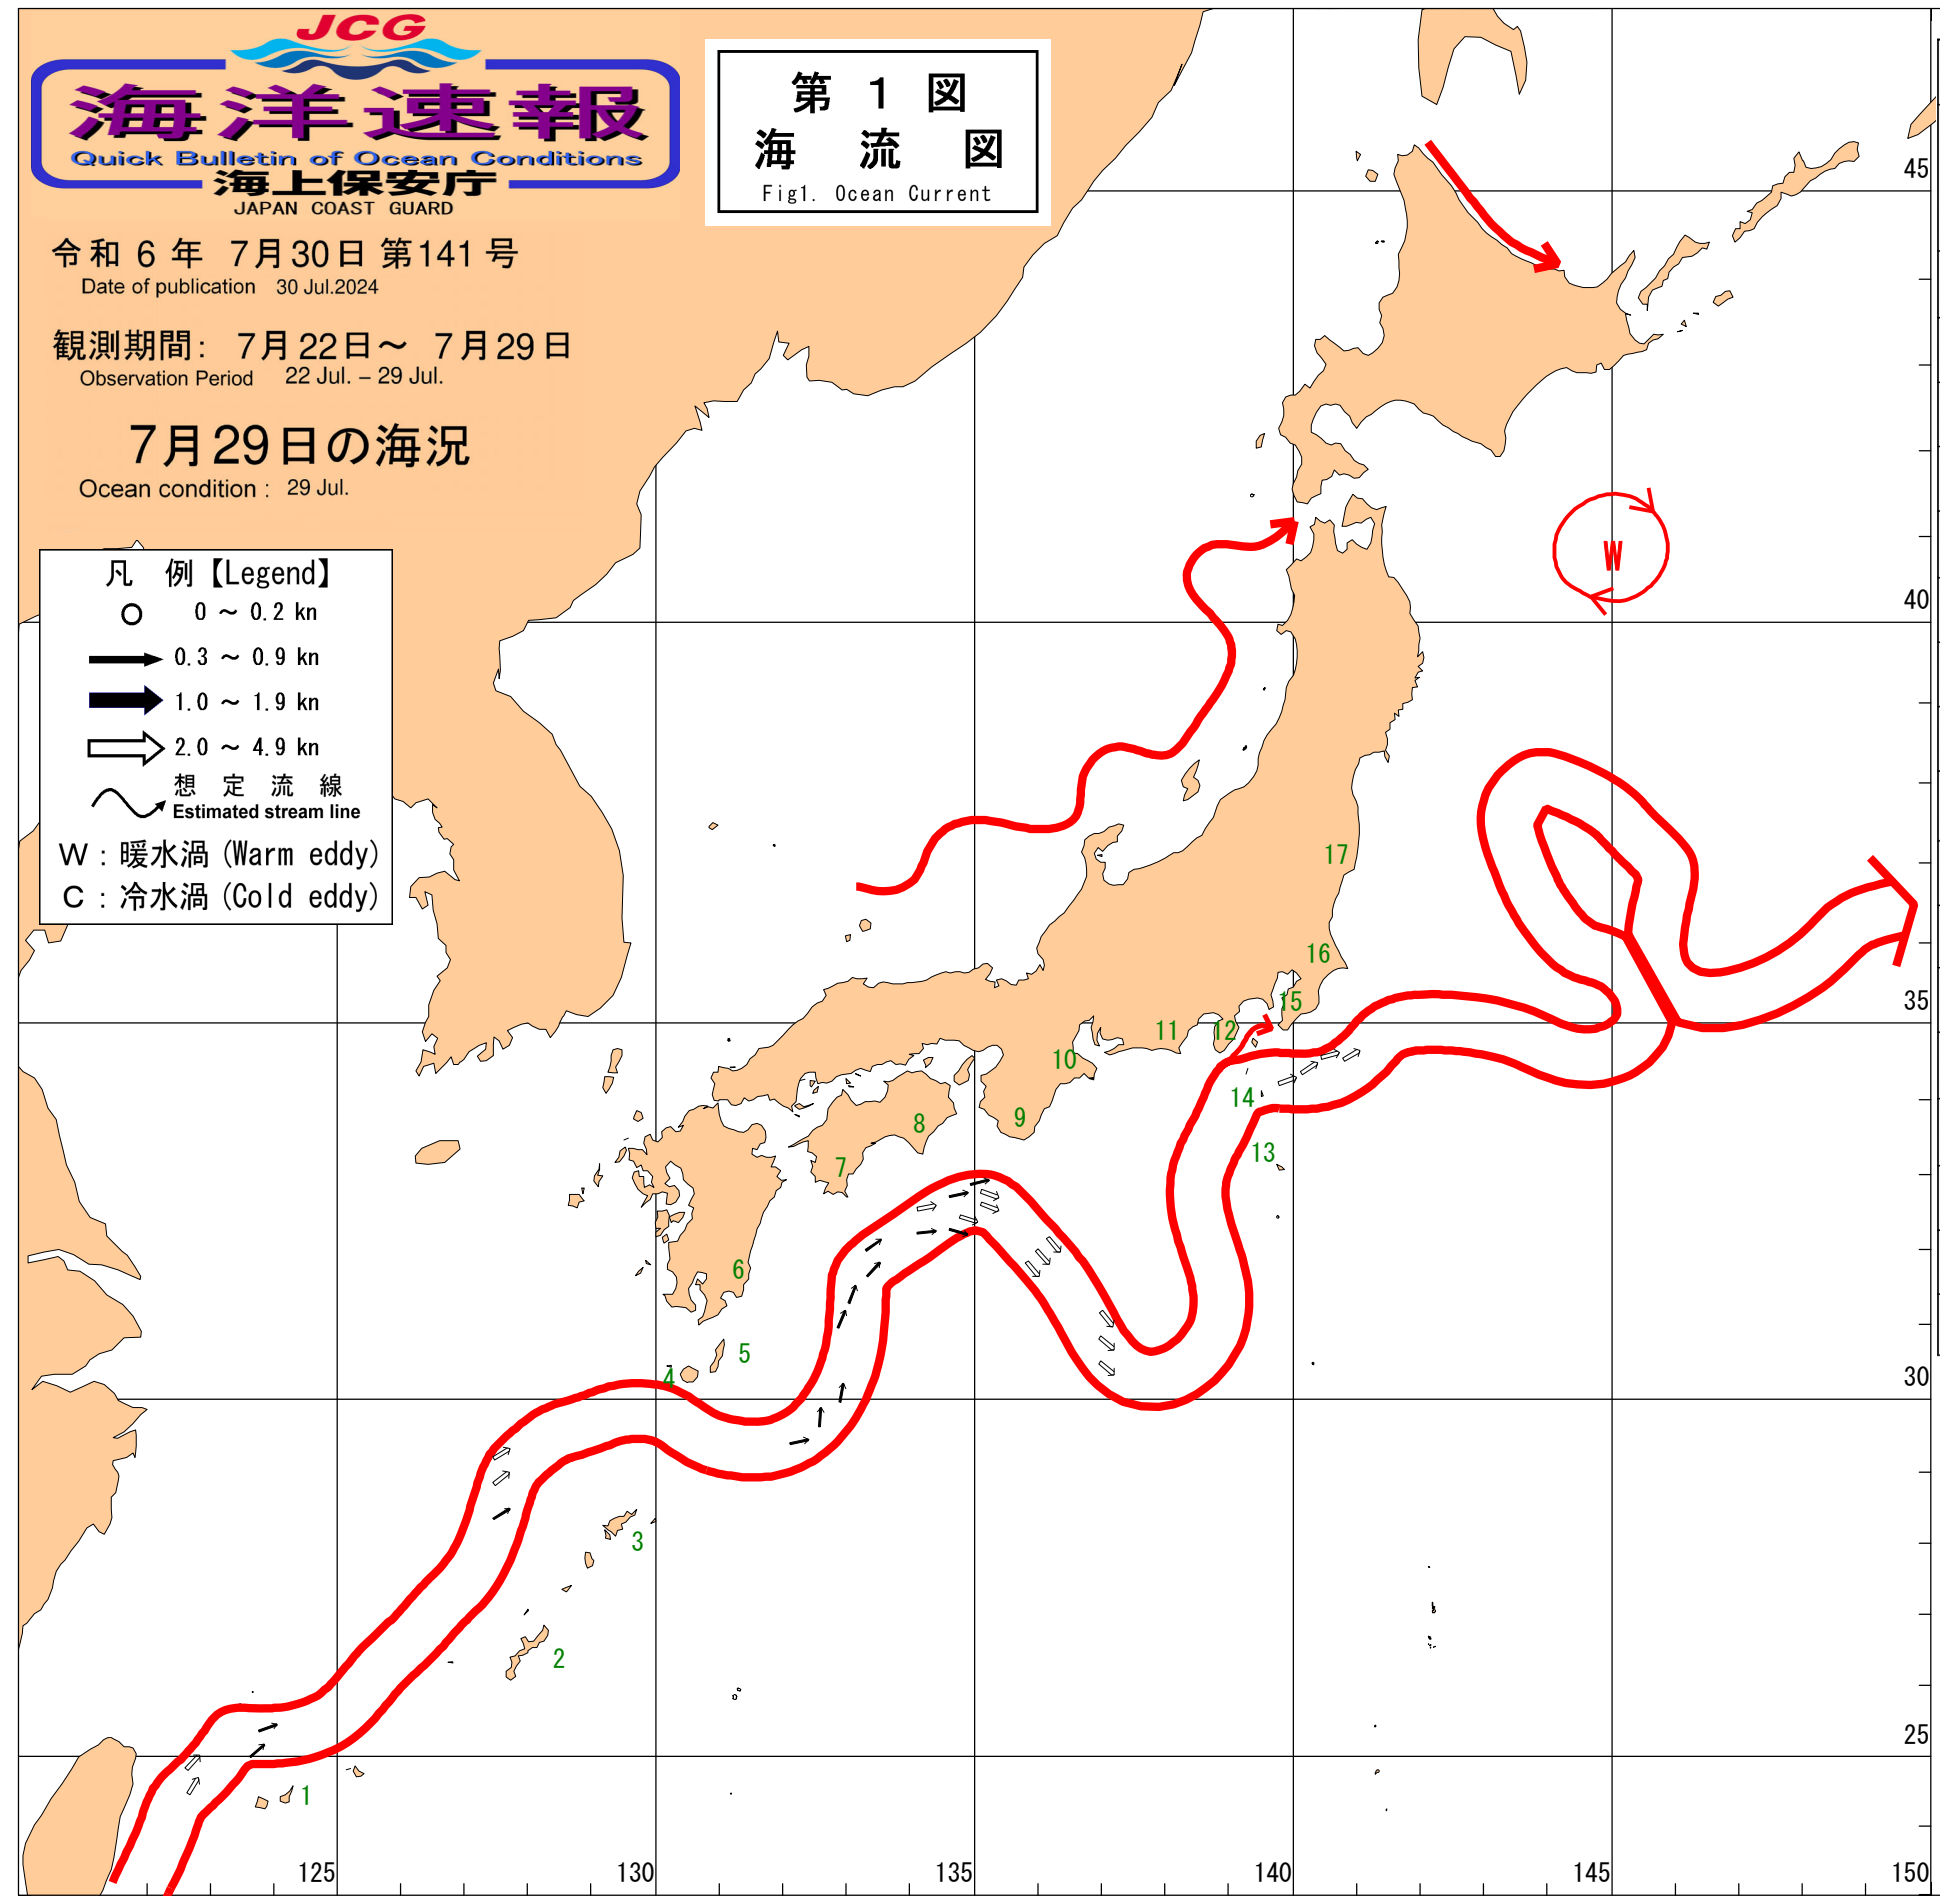 JCG
海洋速報
Quick Bulletin of Ocean Conditions
海上保安庁
JAPAN COAST GUARD
第 1 図
海 流 図
Fig1. Ocean Current
令和 6 年 7月30日 第141 号
Date of publication 30 Jul.2024
観測期間: 7月22日～ 7月29日
Observation Period 22 Jul. – 29 Jul.
7月29日の海況
Ocean condition : 29 Jul.
凡 例【Legend】
0 ～ 0.2 kn
0.3 ～ 0.9 kn
1.0 ～ 1.9 kn
2.0 ～ 4.9 kn
想 定 流 線
Estimated stream line
W : 暖水渦 (Warm eddy)
C : 冷水渦 (Cold eddy)
45
40
W
17
16
35
15
12
11
10
14
9
8
13
7
6
5
4
30
3
2
25
1
125
130
135
140
145
150